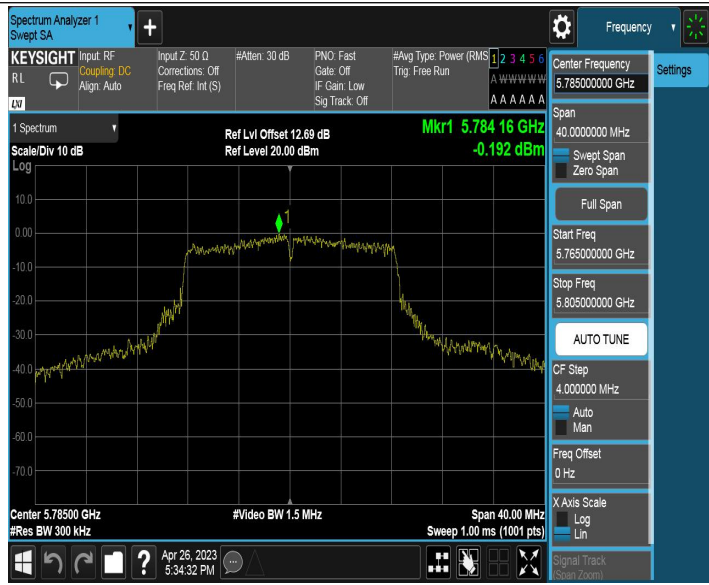 Spectrum Analyzer 1
Swept SA
Frequency
KEYSIGHT
RL
LXI
Input: RF
Coupling: DC
Align: Auto
Input Z: 50 Ω
Corrections: Off
Freq Ref: Int (S)
#Atten: 30 dB
PNO: Fast
Gate: Off
IF Gain: Low
Sig Track: Off
#Avg Type: Power (RMS
Trig: Free Run
1 2 3 4 5 6
A W W W W W
A A A A A A
1 Spectrum
Scale/Div 10 dB
Log
Ref Lvl Offset 12.69 dB
Ref Level 20.00 dBm
Mkr1 5.784 16 GHz
-0.192 dBm
1
10.0
0.00
-10.0
-20.0
-30.0
-40.0
-50.0
-60.0
-70.0
Center 5.78500 GHz
#Res BW 300 kHz
#Video BW 1.5 MHz
Span 40.00 MHz
Sweep 1.00 ms (1001 pts)
Center Frequency
5.785000000 GHz
Settings
Span
40.0000000 MHz
Swept Span
Zero Span
Full Span
Start Freq
5.765000000 GHz
Stop Freq
5.805000000 GHz
AUTO TUNE
CF Step
4.000000 MHz
Auto
Man
Freq Offset
0 Hz
X Axis Scale
Log
Lin
Signal Track
(Span Zoom)
?
Apr 26, 2023
5:34:32 PM